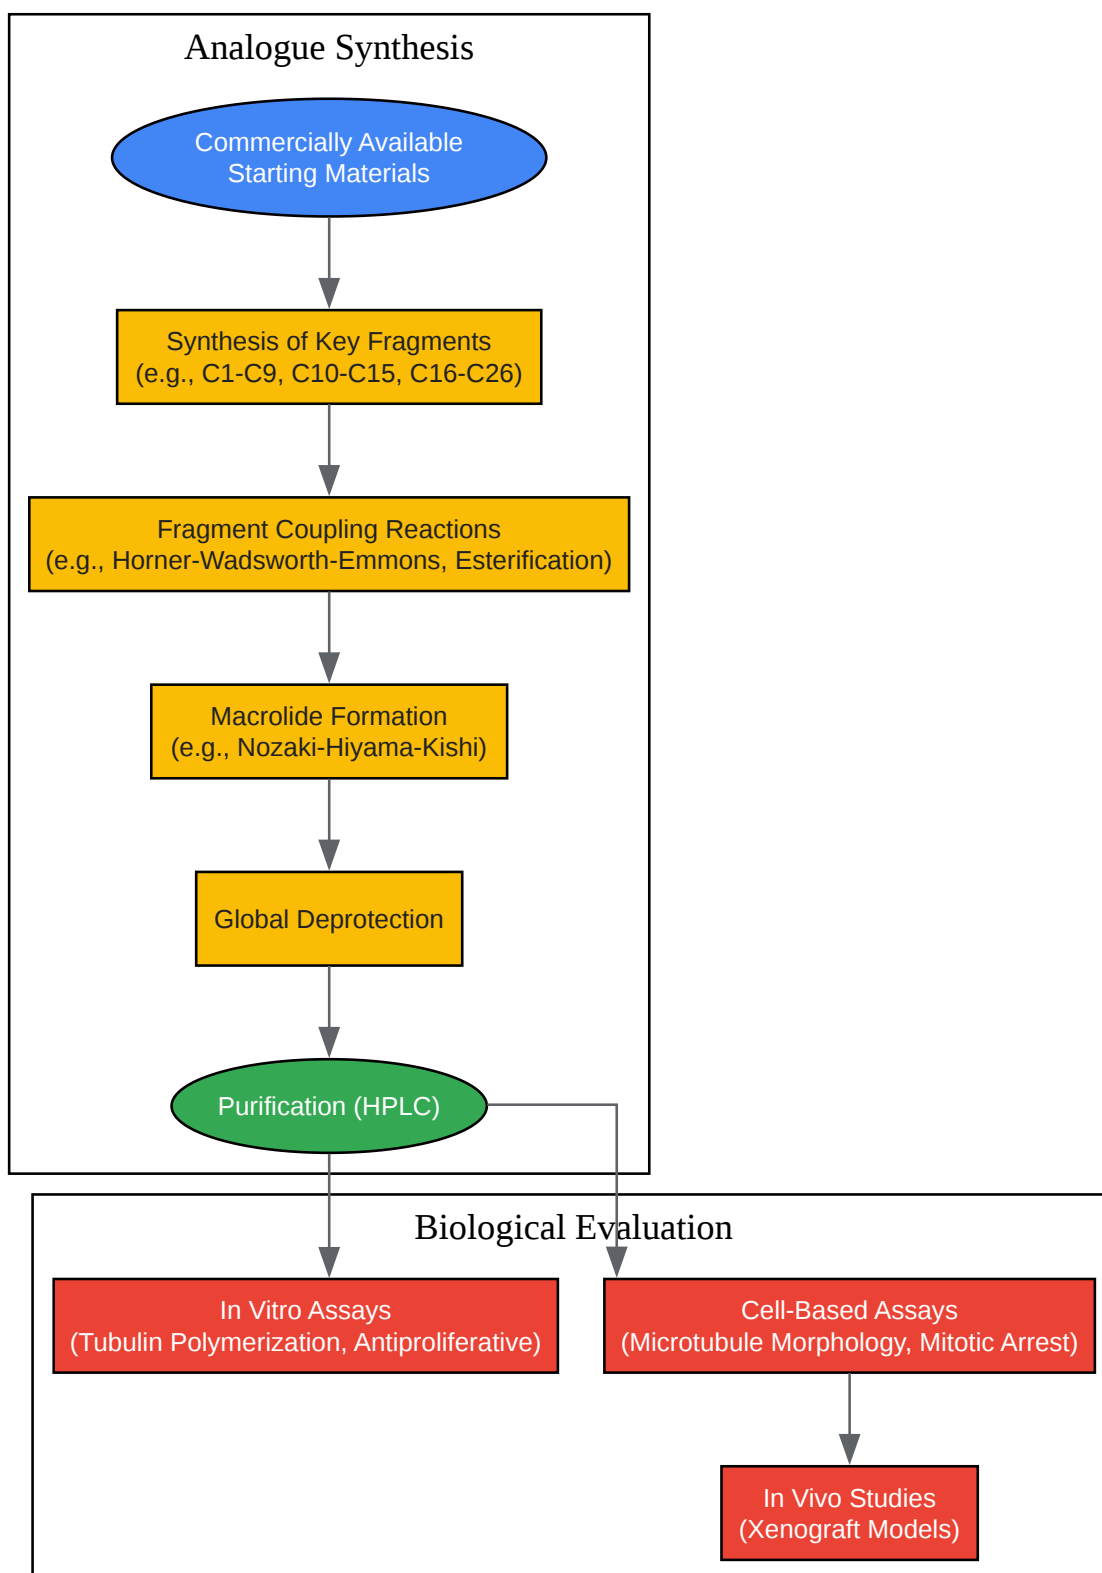 Analogue Synthesis
Commercially Available
Starting Materials
Synthesis of Key Fragments
(e.g., C1-C9, C10-C15, C16-C26)
Fragment Coupling Reactions
(e.g., Horner-Wadsworth-Emmons, Esterification)
Macrolide Formation
(e.g., Nozaki-Hiyama-Kishi)
Global Deprotection
Purification (HPLC)
Biological Evaluation
In Vitro Assays
(Tubulin Polymerization, Antiproliferative)
Cell-Based Assays
(Microtubule Morphology, Mitotic Arrest)
In Vivo Studies
(Xenograft Models)